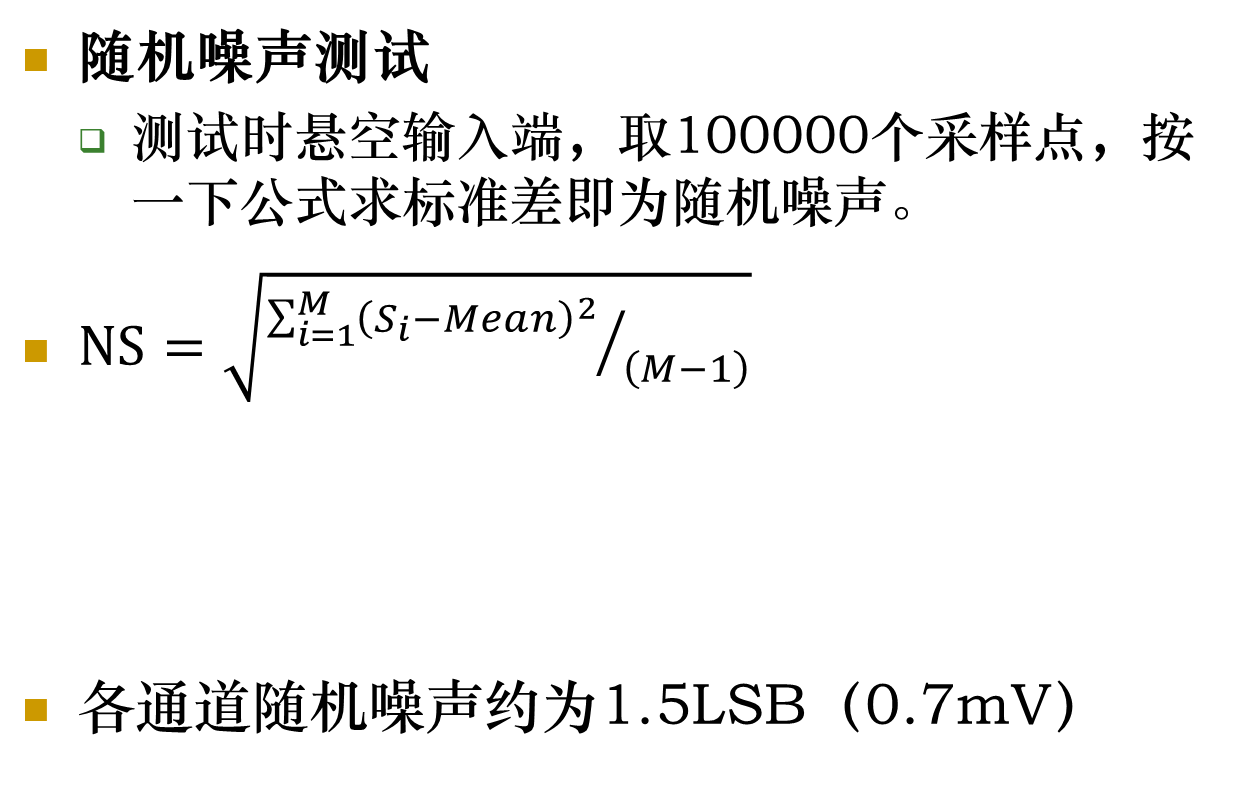 随机噪声测试
测试时悬空输入端，取100000个采样点，按
一下公式求标准差即为随机噪声。
NS = √(∑_{i=1}^{M}(S_i−Mean)²/(M−1))
各通道随机噪声约为1.5LSB（0.7mV）